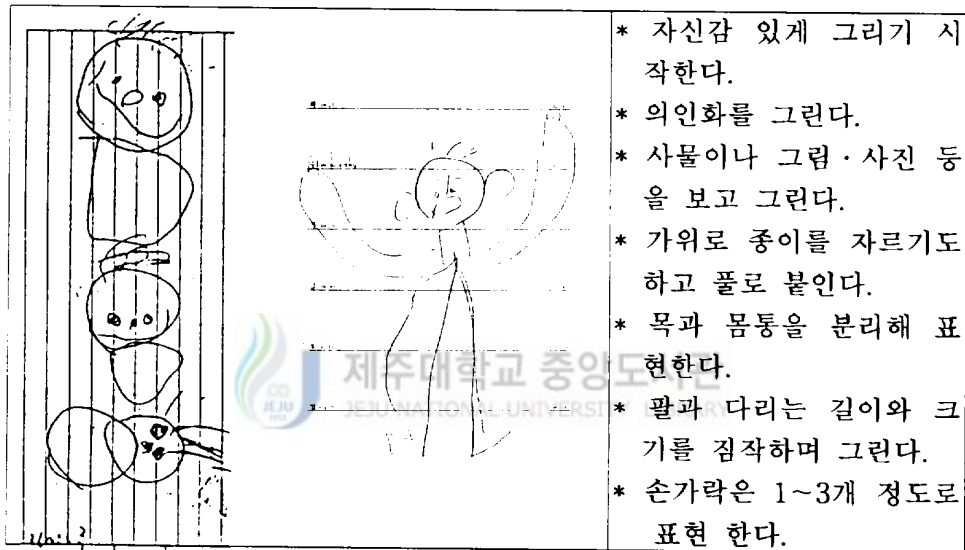 * 자신감 있게 그리기 시
작한다.
* 의인화를 그린다.
* 사물이나 그림·사진 등
을 보고 그린다.
* 가위로 종이를 자르기도
하고 풀로 붙인다.
* 목과 몸통을 분리해 표
현한다.
* 팔과 다리는 길이와 크
기를 짐작하며 그린다.
* 손가락은 1~3개 정도로
표현 한다.
제주대학교 중앙도서관
JEJU NATIONAL UNIVERSITY LIBRARY
JEJU
1952